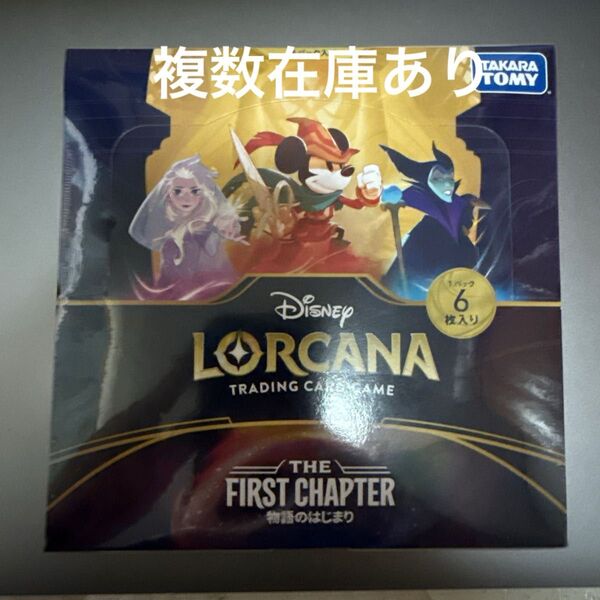 複数在庫あり
TAKARA
TOMY
1パック
6
枚入り
Disney
LORCANA
TRADING CARD GAME
THE
FIRST CHAPTER
物語のはじまり